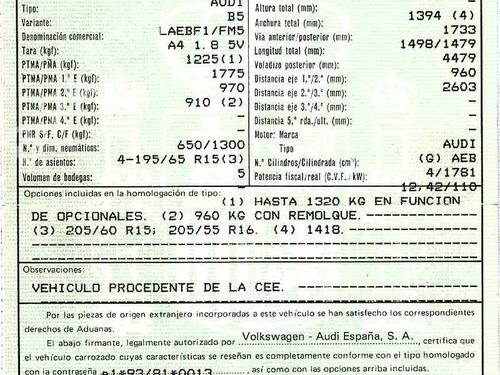 Tipo: AUDI
Variante: B5
Denominación comercial: LAEBF1/FM5
Tara (kgf): A4 1.8 5V
PTMA/PMA (kgf): 1225(1)
PTMA/PMA 1.º E (kgf): 1775
PTMA/PMA 2.º E (kgf): 970
PTMA/PMA 3.º E (kgf): 910 (2)
PTMA/PMA 4.º E (kgf): –
PHR S/F, C/F (kgf): –
N.º y dim. neumáticos: 650/1300
N.º de asientos: 4-195/65 R15(3)
Volumen de bodegas: 5
–
Altura total (mm): –
Anchura total (mm): 1394 (4)
Vía anterior/posterior (mm): 1733
Longitud total (mm): 1498/1479
Voladizo posterior (mm): 4479
Distancia eje 1.º/2.º (mm): 960
Distancia eje 2.º/3.º (mm): 2603
Distancia eje 3.º/4.º (mm): –
Distancia 5.ª rda./ult. (mm): –
Motor: Marca –
Tipo AUDI
N.º Cilindros/Cilindrada (cm³): (G) AEB
Potencia fiscal/real (C.V.F. / kW): 4/1781
12,42/110
Opciones incluidas en la homologación de tipo:
(1) HASTA 1320 KG EN FUNCION
DE OPCIONALES. (2) 960 KG CON REMOLQUE.
(3) 205/60 R15; 205/55 R16. (4) 1418.
Observaciones:
VEHICULO PROCEDENTE DE LA CEE.
Por las piezas de origen extranjero incorporadas a este vehículo se han satisfecho los correspondientes
derechos de Aduanas.
El abajo firmante, legalmente autorizado por Volkswagen - Audi España, S. A. , certifica que
el vehículo carrozado cuyas características se reseñan es completamente conforme con el tipo homologado
con la contraseña e1*93/81*0013 , así como con las opciones arriba incluidas.